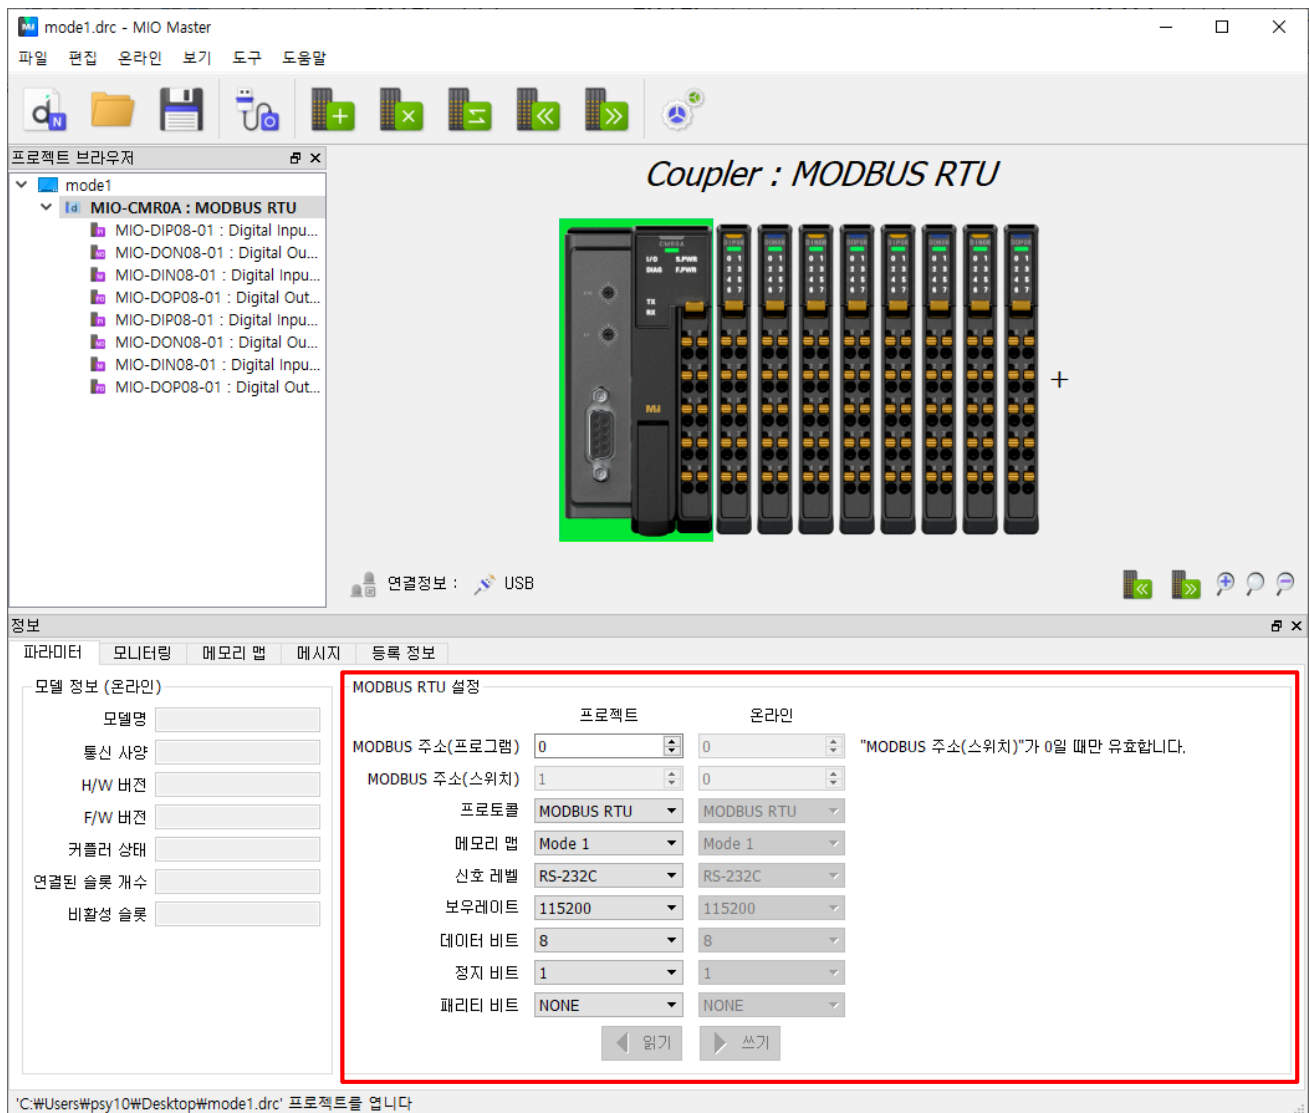 mode1.drc - MIO Master
파일 편집 온라인 보기 도구 도움말
프로젝트 브라우저
mode1
MIO-CMR0A : MODBUS RTU
MIO-DIP08-01 : Digital Inpu...
MIO-DON08-01 : Digital Ou...
MIO-DIN08-01 : Digital Inpu...
MIO-DOP08-01 : Digital Out...
MIO-DIP08-01 : Digital Inpu...
MIO-DON08-01 : Digital Ou...
MIO-DIN08-01 : Digital Inpu...
MIO-DOP08-01 : Digital Out...
Coupler : MODBUS RTU
CMR0A
I/O S.PWR
DIAG F.PWR
TX
RX
연결정보 : USB
정보
파라미터 모니터링 메모리 맵 메시지 등록 정보
모델 정보 (온라인)
모델명
통신 사양
H/W 버전
F/W 버전
커플러 상태
연결된 슬롯 개수
비활성 슬롯
MODBUS RTU 설정
프로젝트 온라인
MODBUS 주소(프로그램) 0 0 "MODBUS 주소(스위치)"가 0일 때만 유효합니다.
MODBUS 주소(스위치) 1 0
프로토콜 MODBUS RTU MODBUS RTU
메모리 맵 Mode 1 Mode 1
신호 레벨 RS-232C RS-232C
보우레이트 115200 115200
데이터 비트 8 8
정지 비트 1 1
패리티 비트 NONE NONE
읽기 쓰기
'C:₩Users₩psy10₩Desktop₩mode1.drc' 프로젝트를 엽니다